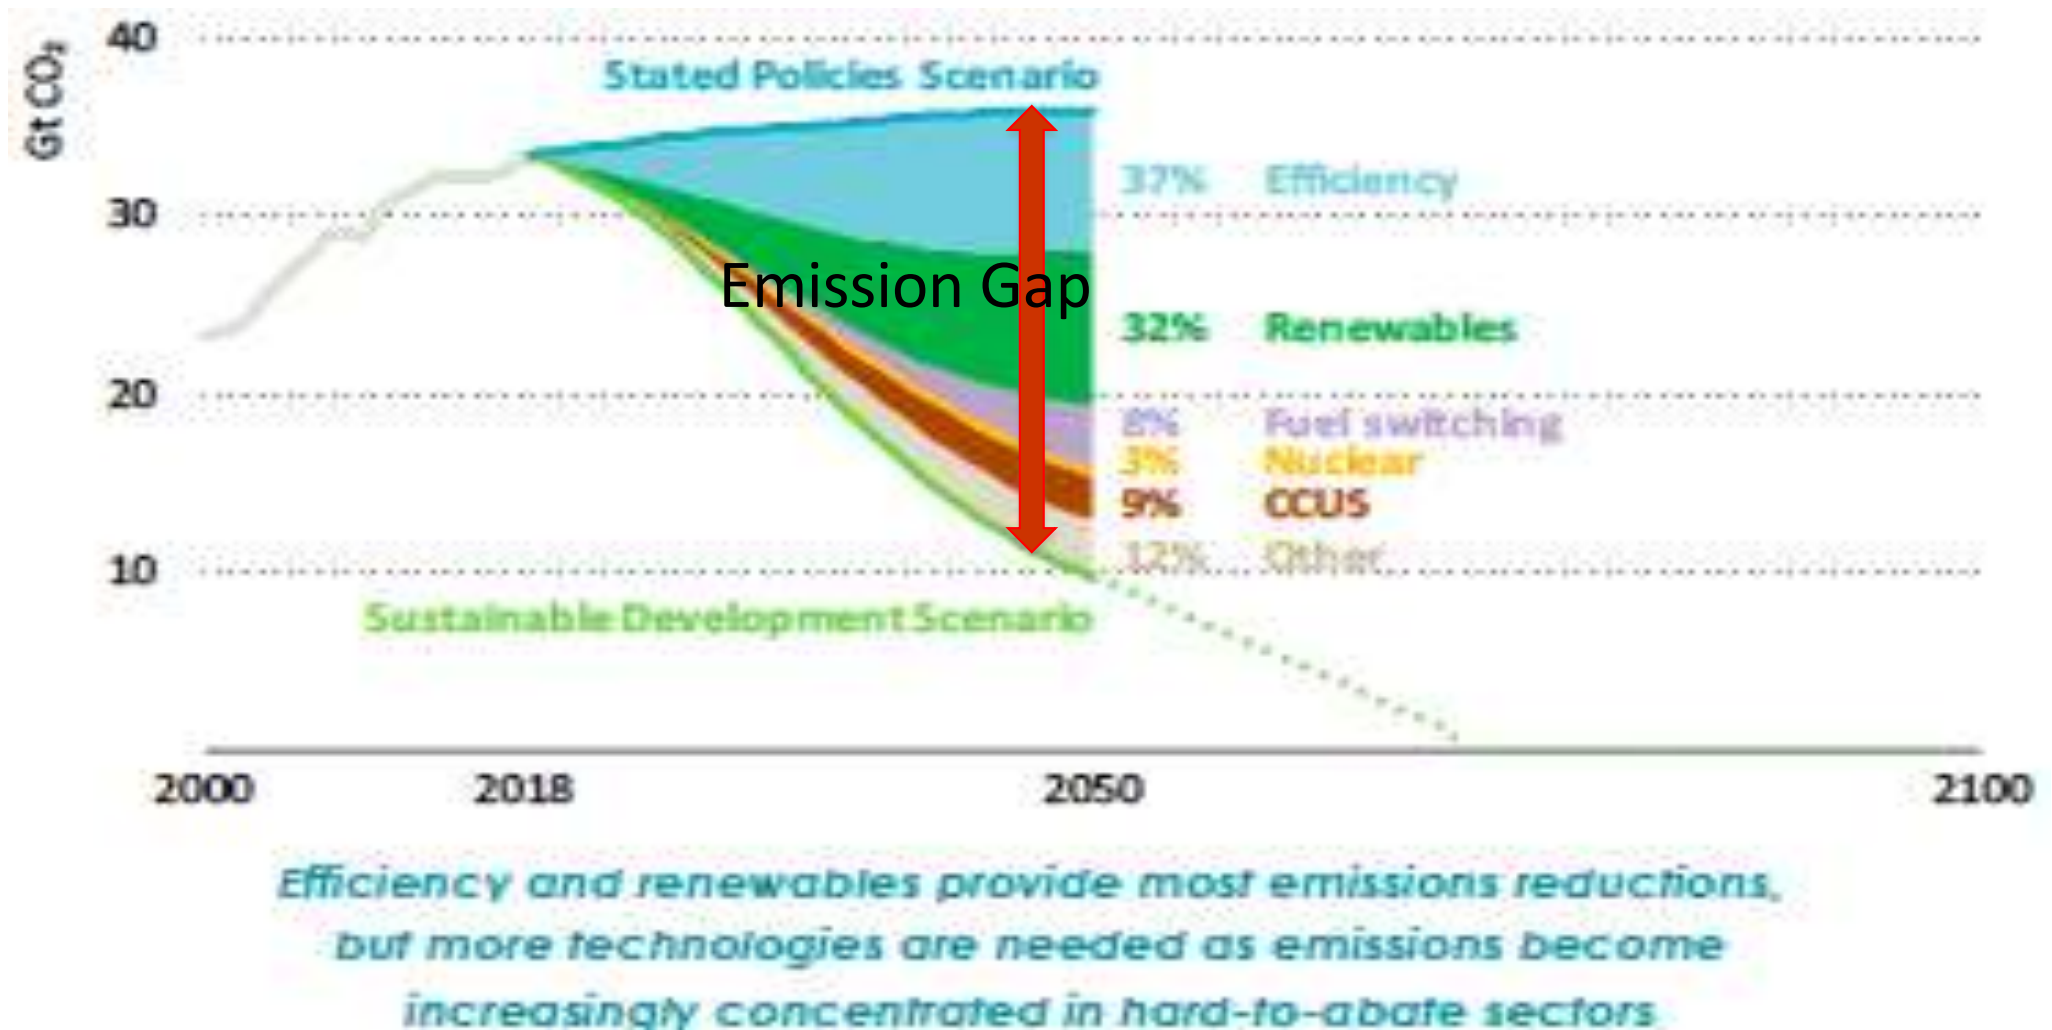 40
Gt CO₂
Stated Policies Scenario
37% Efficiency
30
Emission Gap
32% Renewables
20
8% Fuel switching
3% Nuclear
9% CCUS
12% Other
10
Sustainable Development Scenario
2000 2018 2050 2100
Efficiency and renewables provide most emissions reductions,
but more technologies are needed as emissions become
increasingly concentrated in hard-to-abate sectors